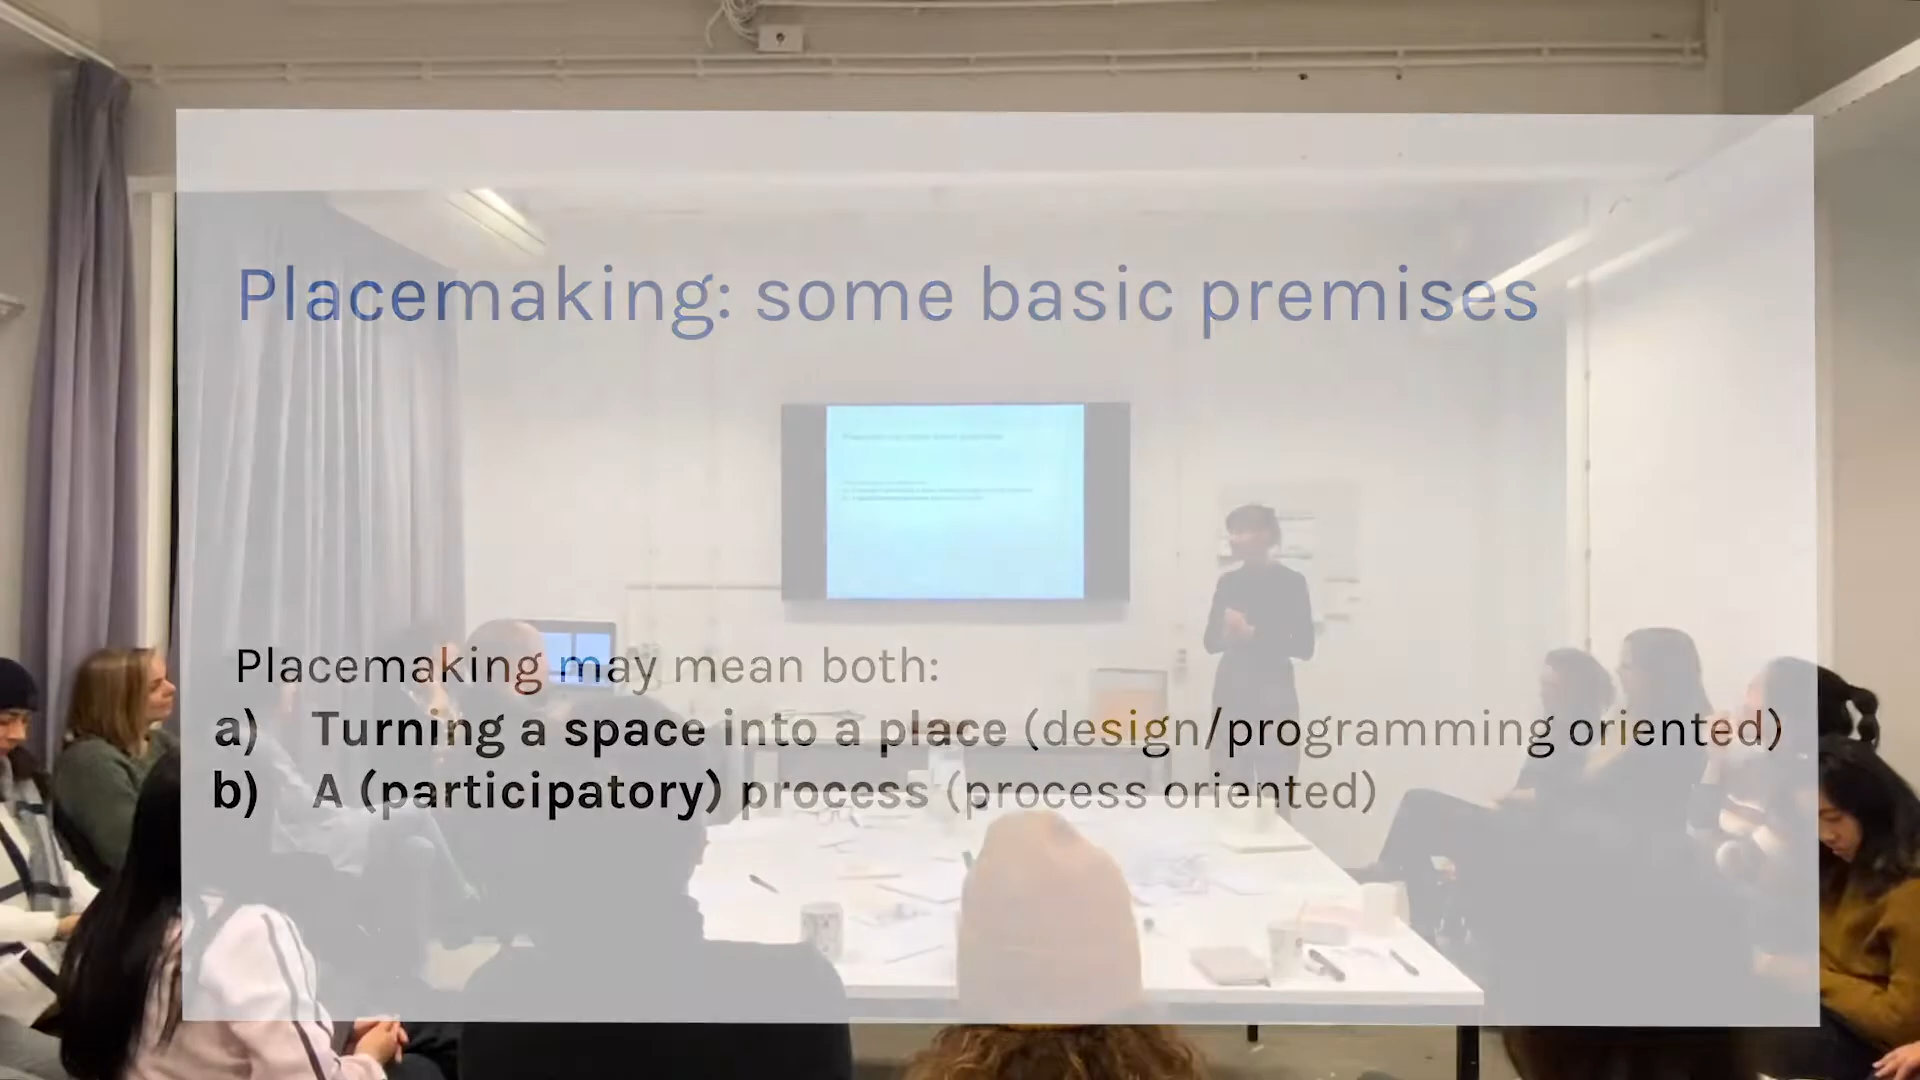 Placemaking: some basic premises
Placemaking may mean both:
a) Turning a space into a place (design/programming oriented)
b) A (participatory) process (process oriented)